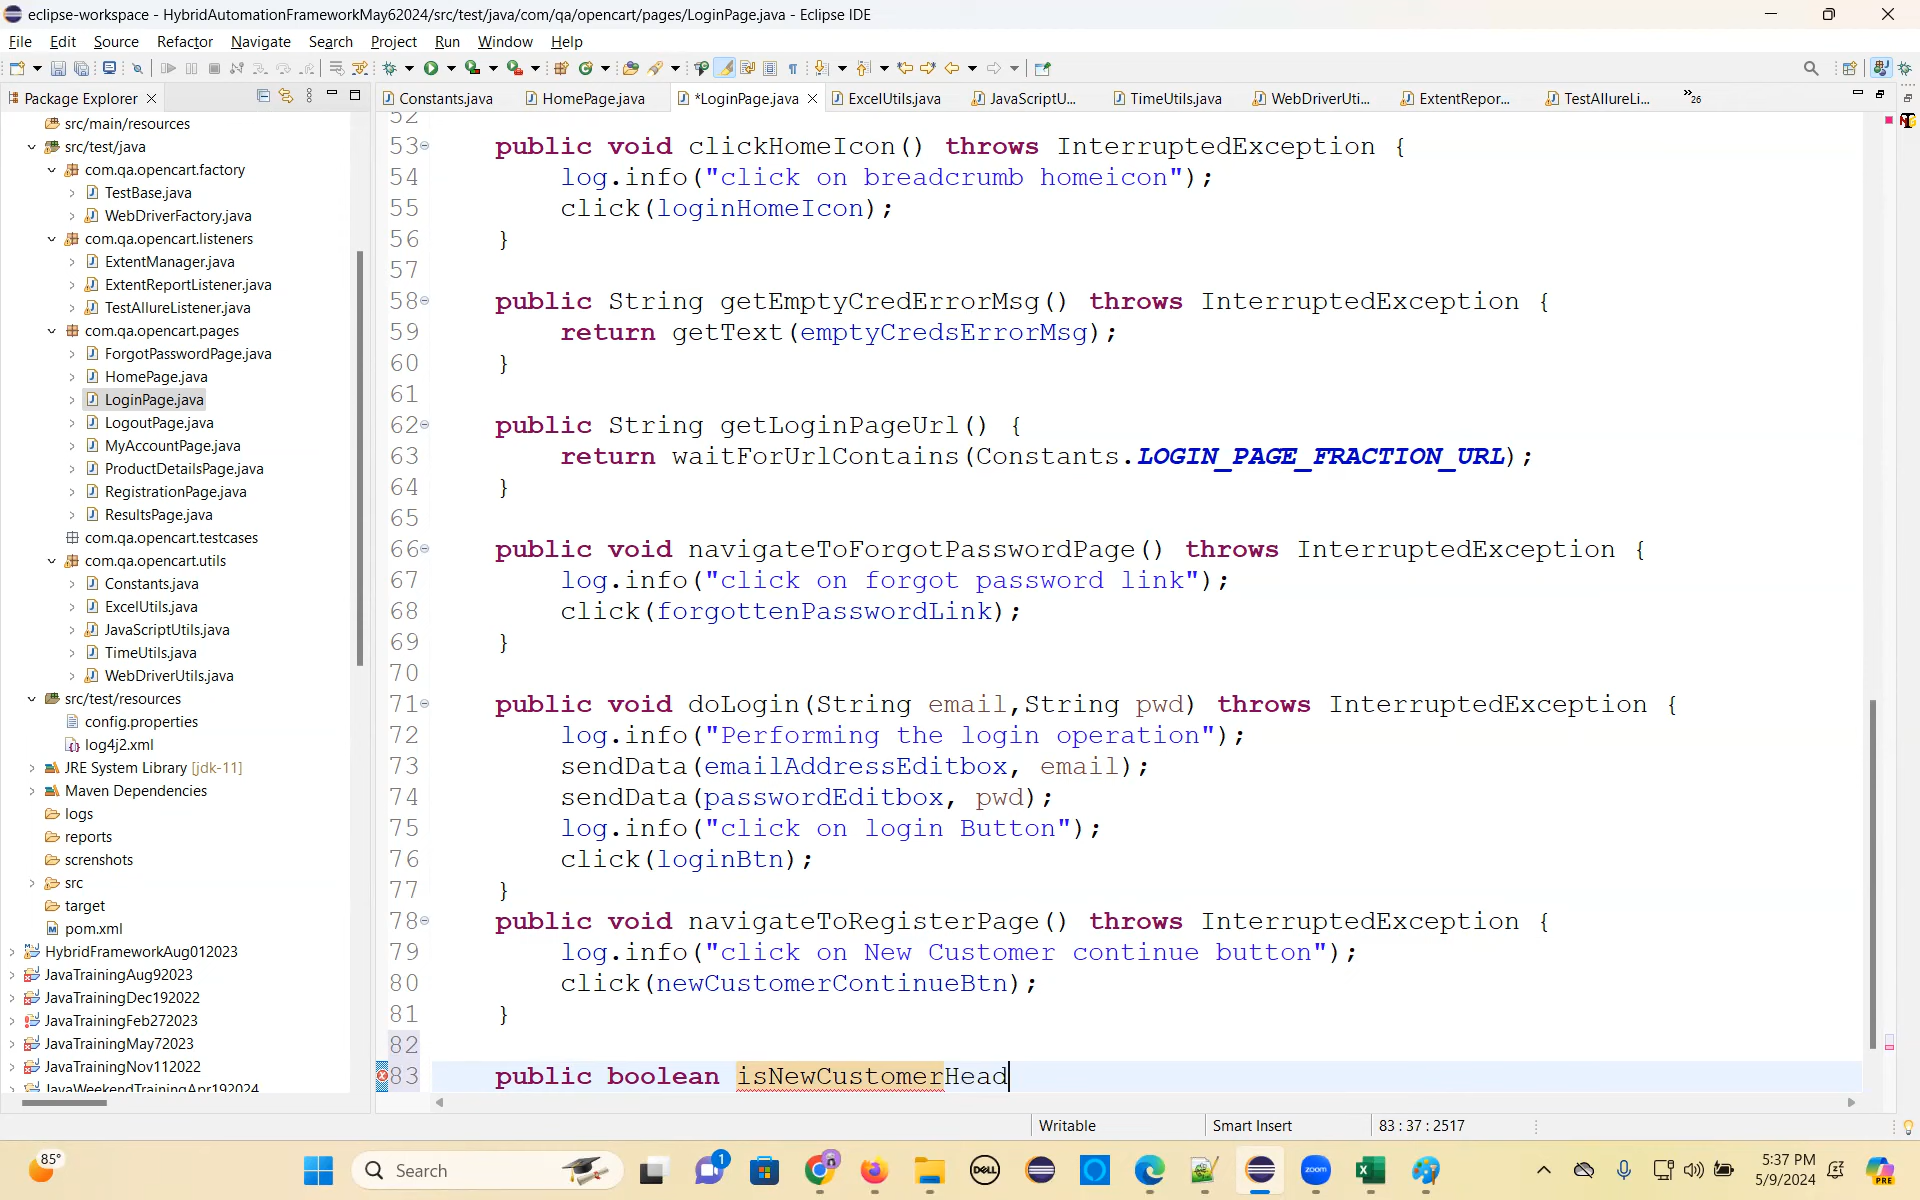 eclipse-workspace - HybridAutomationFrameworkMay62024/src/test/java/com/qa/opencart/pages/LoginPage.java - Eclipse IDE
File Edit Source Refactor Navigate Search Project Run Window Help
Package Explorer
Constants.java HomePage.java *LoginPage.java ExcelUtils.java JavaScriptU... TimeUtils.java WebDriverUti... ExtentRepor... TestAllureLi... »26
src/main/resources
src/test/java
com.qa.opencart.factory
TestBase.java
WebDriverFactory.java
com.qa.opencart.listeners
ExtentManager.java
ExtentReportListener.java
TestAllureListener.java
com.qa.opencart.pages
ForgotPasswordPage.java
HomePage.java
LoginPage.java
LogoutPage.java
MyAccountPage.java
ProductDetailsPage.java
RegistrationPage.java
ResultsPage.java
com.qa.opencart.testcases
com.qa.opencart.utils
Constants.java
ExcelUtils.java
JavaScriptUtils.java
TimeUtils.java
WebDriverUtils.java
src/test/resources
config.properties
log4j2.xml
JRE System Library [jdk-11]
Maven Dependencies
logs
reports
screnshots
src
target
pom.xml
HybridFrameworkAug012023
JavaTrainingAug92023
JavaTrainingDec192022
JavaTrainingFeb272023
JavaTrainingMay72023
JavaTrainingNov112022
JavaWeekendTrainingApr192024
52
53 public void clickHomeIcon() throws InterruptedException {
54 log.info("click on breadcrumb homeicon");
55 click(loginHomeIcon);
56 }
57
58 public String getEmptyCredErrorMsg() throws InterruptedException {
59 return getText(emptyCredsErrorMsg);
60 }
61
62 public String getLoginPageUrl() {
63 return waitForUrlContains(Constants.LOGIN_PAGE_FRACTION_URL);
64 }
65
66 public void navigateToForgotPasswordPage() throws InterruptedException {
67 log.info("click on forgot password link");
68 click(forgottenPasswordLink);
69 }
70
71 public void doLogin(String email,String pwd) throws InterruptedException {
72 log.info("Performing the login operation");
73 sendData(emailAddressEditbox, email);
74 sendData(passwordEditbox, pwd);
75 log.info("click on login Button");
76 click(loginBtn);
77 }
78 public void navigateToRegisterPage() throws InterruptedException {
79 log.info("click on New Customer continue button");
80 click(newCustomerContinueBtn);
81 }
82
83 public boolean isNewCustomerHead
Writable Smart Insert 83 : 37 : 2517
85°
Search
1
DELL
zoom
5:37 PM
5/9/2024
PRE